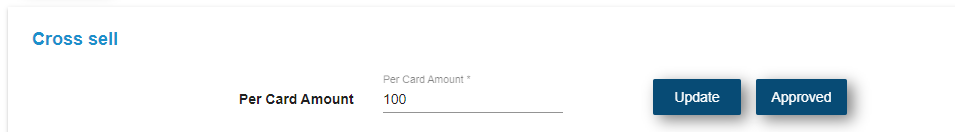 Cross sell
Per Card Amount *
Per Card Amount 100 Update Approved